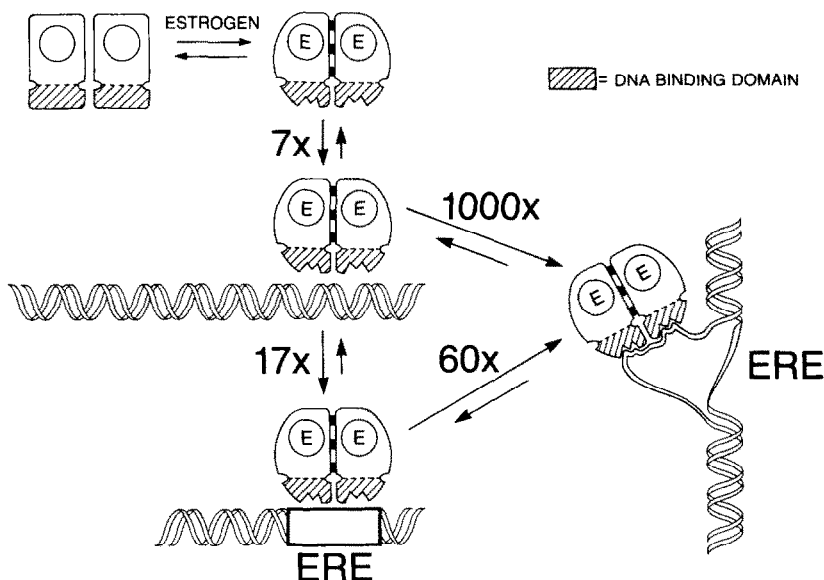 ESTROGEN
E E
= DNA BINDING DOMAIN
7x
E E
1000x
E E
17x
60x
ERE
E E
ERE